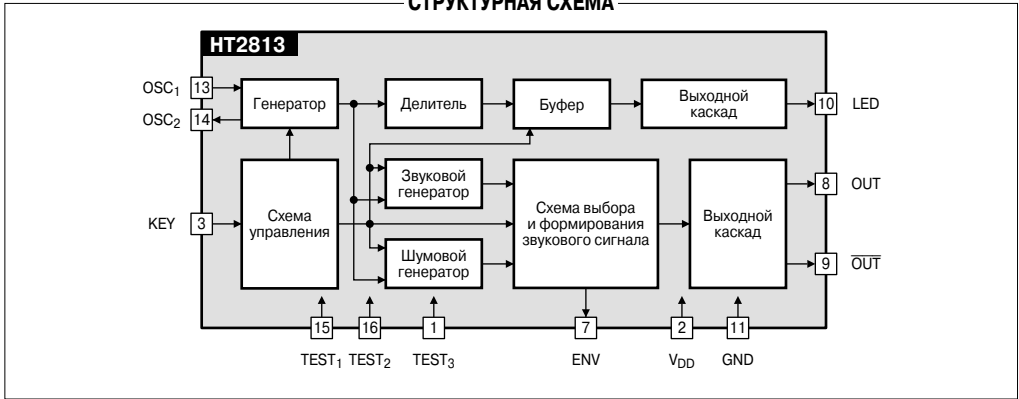 СТРУКТУРНАЯ СХЕМА
HT2813
OSC1
13
OSC2
14
Генератор
Делитель
Буфер
Выходной
каскад
10
LED
KEY
3
Схема
управления
Звуковой
генератор
Шумовой
генератор
Схема выбора
и формирования
звукового сигнала
Выходной
каскад
8
OUT
9
OUT
15
16
1
7
2
11
TEST1
TEST2
TEST3
ENV
VDD
GND